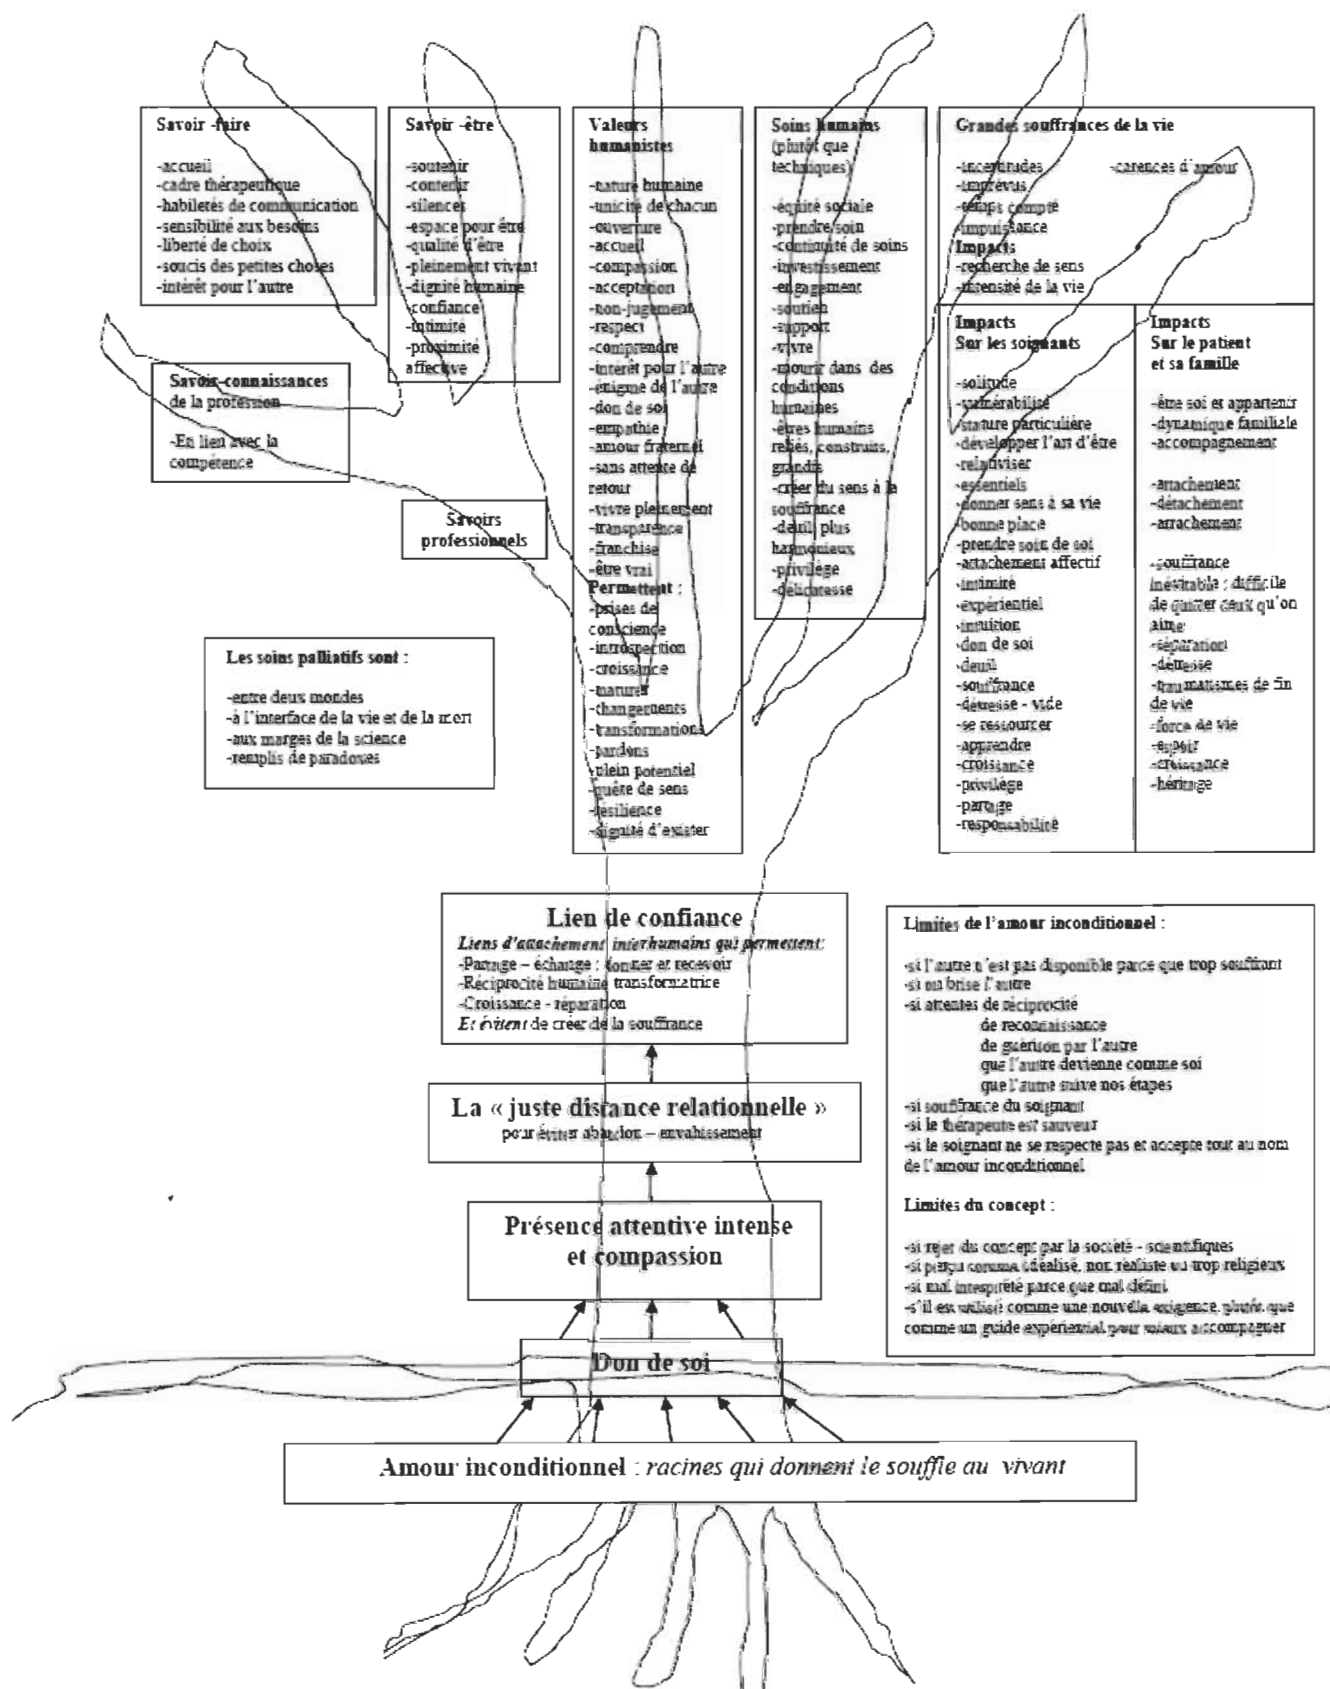 Savoir -faire
-accueil
-cadre thérapeutique
-habiletés de communication
-sensibilité aux besoins
-liberté de choix
-soucis des petites choses
-intérêt pour l'autre
Savoir -être
-soutenir
-contenir
-silences
-espace pour être
-qualité d'être
-pleinement vivant
-dignité humaine
-confiance
-intimité
-proximité
affective
Savoir-connaissances
de la profession
-En lien avec la
compétence
Savoirs
professionnels
Valeurs
humanistes
-nature humaine
-unicité de chacun
-ouverture
-accueil
-compassion
-acceptation
-non-jugement
-respect
-comprendre
-intérêt pour l'autre
-énigme de l'autre
-don de soi
-empathie
-amour fraternel
-sans attente de
retour
-vivre pleinement
-transparence
-franchise
-être vrai
Permettent :
-prises de
conscience
-introspection
-croissance
-maturer
-changements
-transformations
-pardons
-plein potentiel
-quête de sens
-résilience
-dignité d'exister
Soins humains
(plutôt que
techniques)
-équité sociale
-prendre soin
-continuité de soins
-investissement
-engagement
-soutien
-support
-vivre
-mourir dans des
conditions
humaines
-êtres humains
reliés, construits,
grandis
-créer du sens à la
souffrance
-deuil plus
harmonieux
-privilège
-délicatesse
Grandes souffrances de la vie
-incertitudes
-carences d'amour
-imprévus
-temps compté
-impuissance
Impacts
-recherche de sens
-intensité de la vie
Impacts
Sur les soignants
-solitude
-vulnérabilité
-stature particulière
-développer l'art d'être
-relativiser
-essentiels
-donner sens à sa vie
-bonne place
-prendre soin de soi
-attachement affectif
-intimité
-expérientiel
-intuition
-don de soi
-deuil
-souffrance
-détresse - vide
-se ressourcer
-apprendre
-croissance
-privilège
-partage
-responsabilité
Impacts
Sur le patient
et sa famille
-être soi et appartenir
-dynamique familiale
-accompagnement
-attachement
-détachement
-arrachement
-souffrance
inévitable : difficile
de quitter ceux qu'on
aime
-séparation
-détresse
-traumatismes de fin
de vie
-force de vie
-espoir
-croissance
-héritage
Les soins palliatifs sont :
-entre deux mondes
-à l'interface de la vie et de la mort
-aux marges de la science
-remplis de paradoxes
Lien de confiance
Liens d'attachement interhumains qui permettent:
-Partage – échange : donner et recevoir
-Réciprocité humaine transformatrice
-Croissance - réparation
Et évitent de créer de la souffrance
La « juste distance relationnelle »
pour éviter abandon – envahissement
Présence attentive intense
et compassion
Don de soi
Amour inconditionnel : racines qui donnent le souffle au vivant
Limites de l'amour inconditionnel :
-si l'autre n'est pas disponible parce que trop souffrant
-si on brise l'autre
-si attentes de réciprocité
de reconnaissance
de guérison par l'autre
que l'autre devienne comme soi
que l'autre suive nos étapes
-si souffrance du soignant
-si le thérapeute est sauveur
-si le soignant ne se respecte pas et accepte tout au nom
de l'amour inconditionnel
Limites du concept :
-si rejet du concept par la société - scientifiques
-si perçu comme idéalisé, non réaliste ou trop religieux
-si mal interprété parce que mal défini
-s'il est utilisé comme une nouvelle exigence plutôt que
comme un guide expérientiel pour mieux accompagner